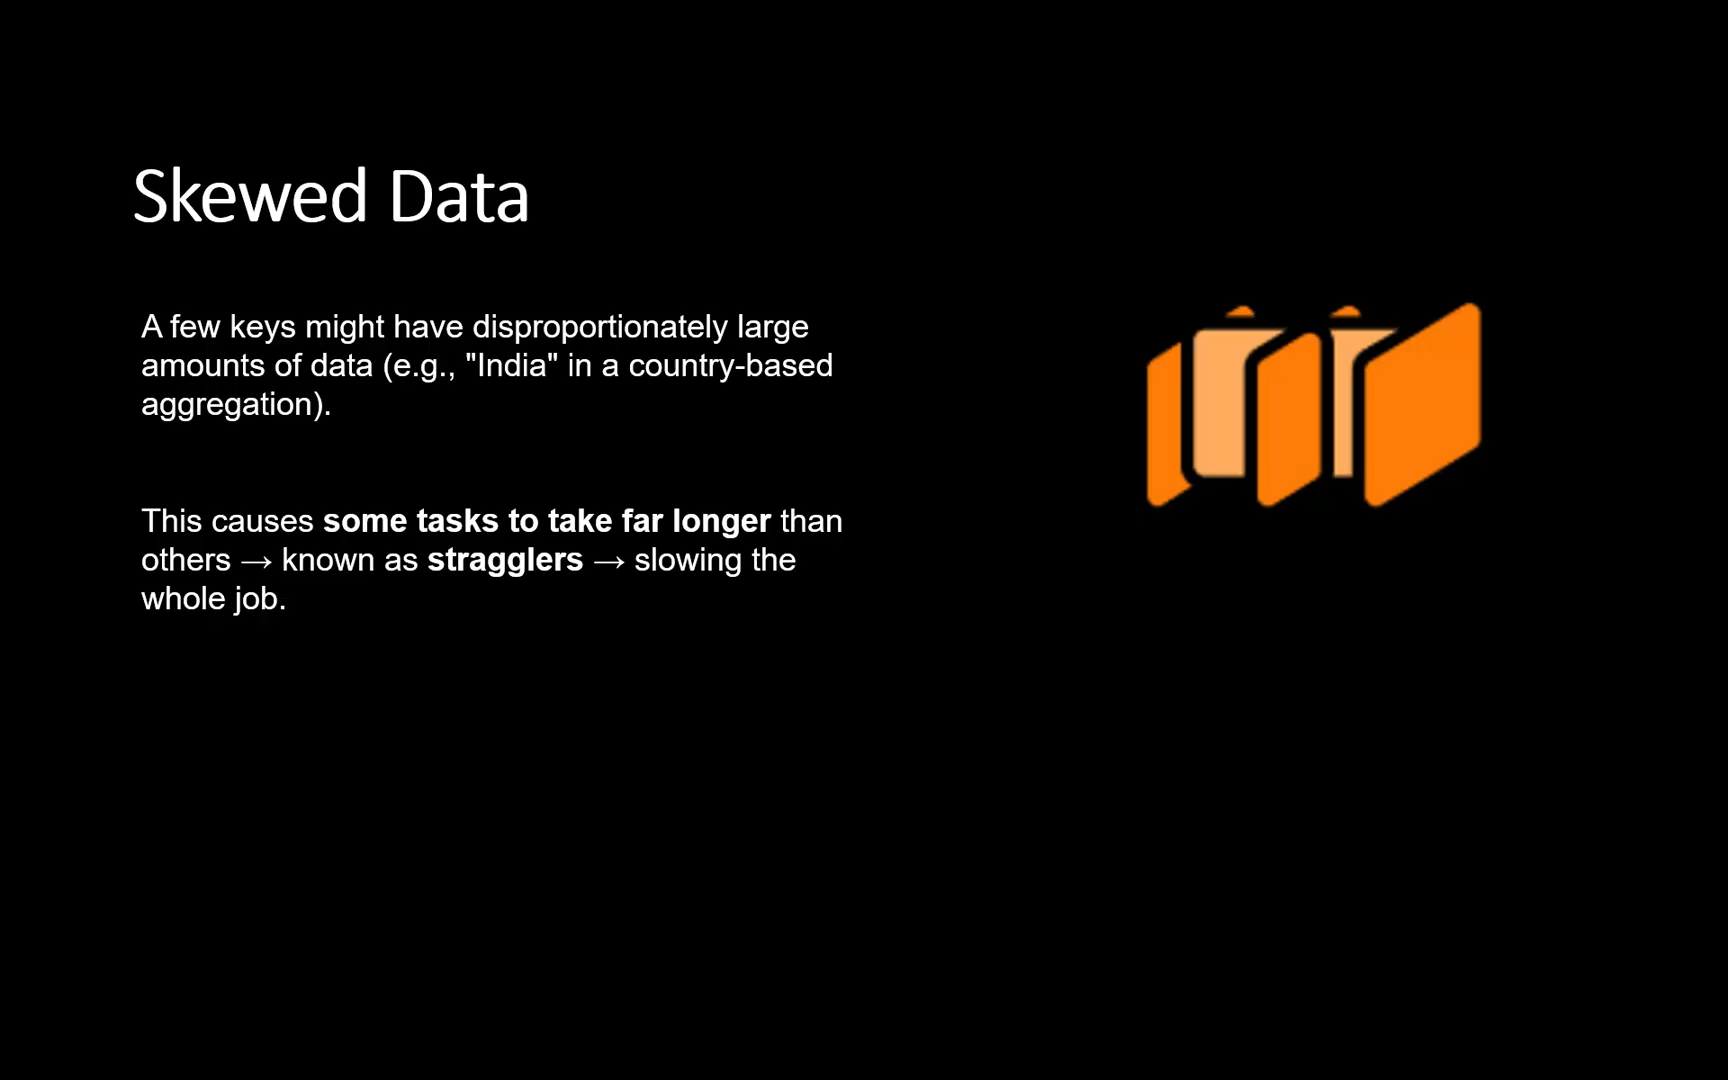 Skewed Data
A few keys might have disproportionately large
amounts of data (e.g., "India" in a country-based
aggregation).
This causes some tasks to take far longer than
others → known as stragglers → slowing the
whole job.